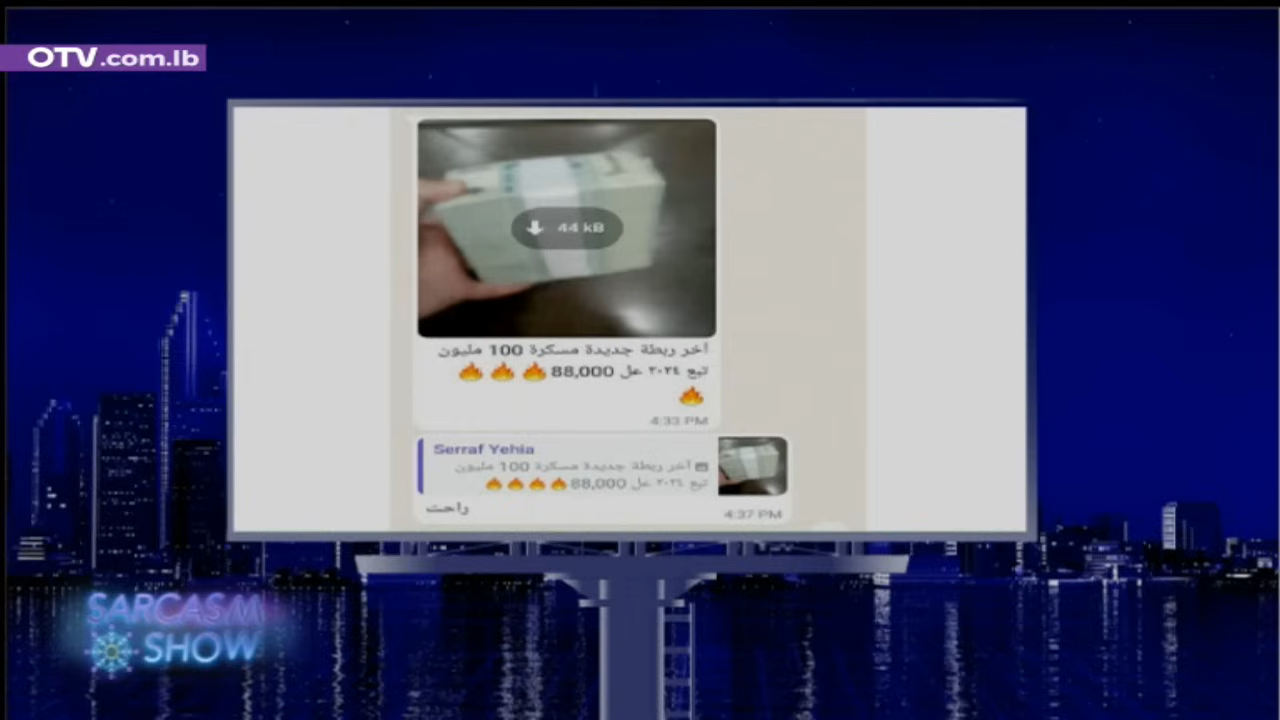 OTV.com.lb
44 kB
آخر ربطة جديدة مسكرة 100 مليون
تبع ٢٠٢٤ عل 88,000 🔥 🔥 🔥
🔥
4:33 PM
Serraf Yehia
آخر ربطة جديدة مسكرة 100 مليون
تبع ٢٠٢٤ عل 88,000 🔥 🔥 🔥 🔥
راحت
4:37 PM
SARCASM
SHOW